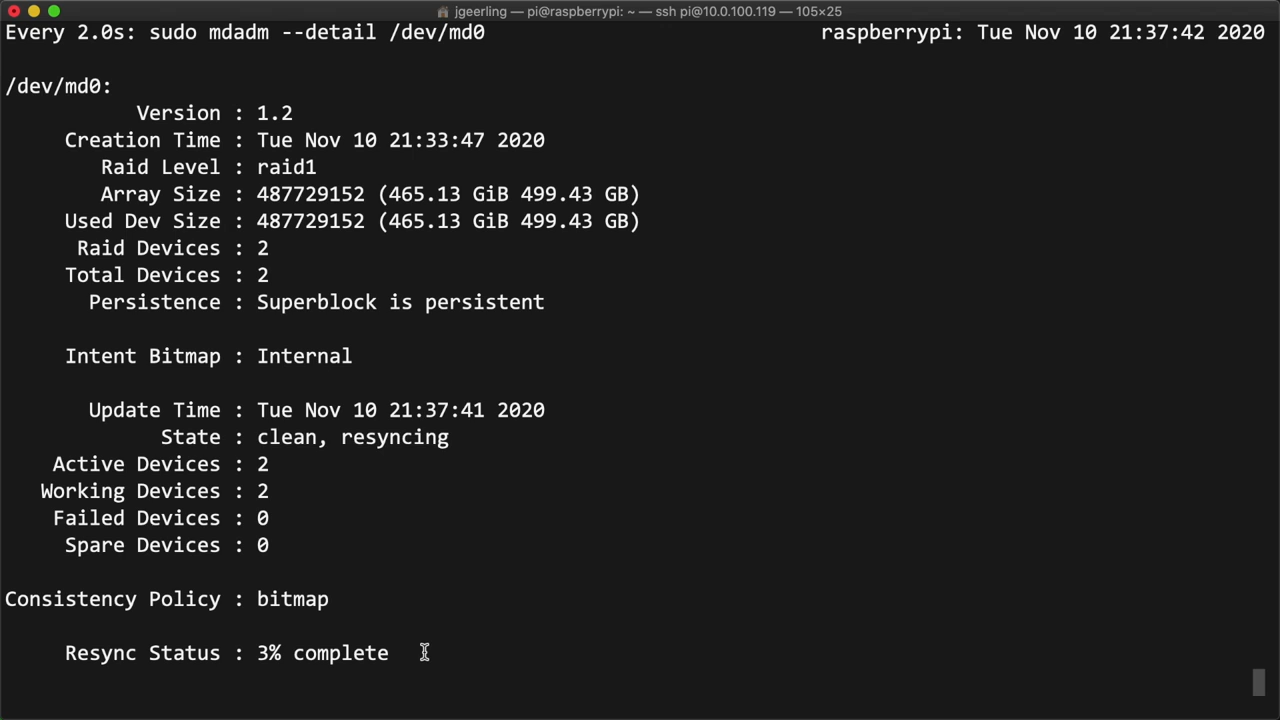 jgeerling — pi@raspberrypi: ~ — ssh pi@10.0.100.119 — 105×25
Every 2.0s: sudo mdadm --detail /dev/md0 raspberrypi: Tue Nov 10 21:37:42 2020
/dev/md0:
Version : 1.2
Creation Time : Tue Nov 10 21:33:47 2020
Raid Level : raid1
Array Size : 487729152 (465.13 GiB 499.43 GB)
Used Dev Size : 487729152 (465.13 GiB 499.43 GB)
Raid Devices : 2
Total Devices : 2
Persistence : Superblock is persistent
Intent Bitmap : Internal
Update Time : Tue Nov 10 21:37:41 2020
State : clean, resyncing
Active Devices : 2
Working Devices : 2
Failed Devices : 0
Spare Devices : 0
Consistency Policy : bitmap
Resync Status : 3% complete